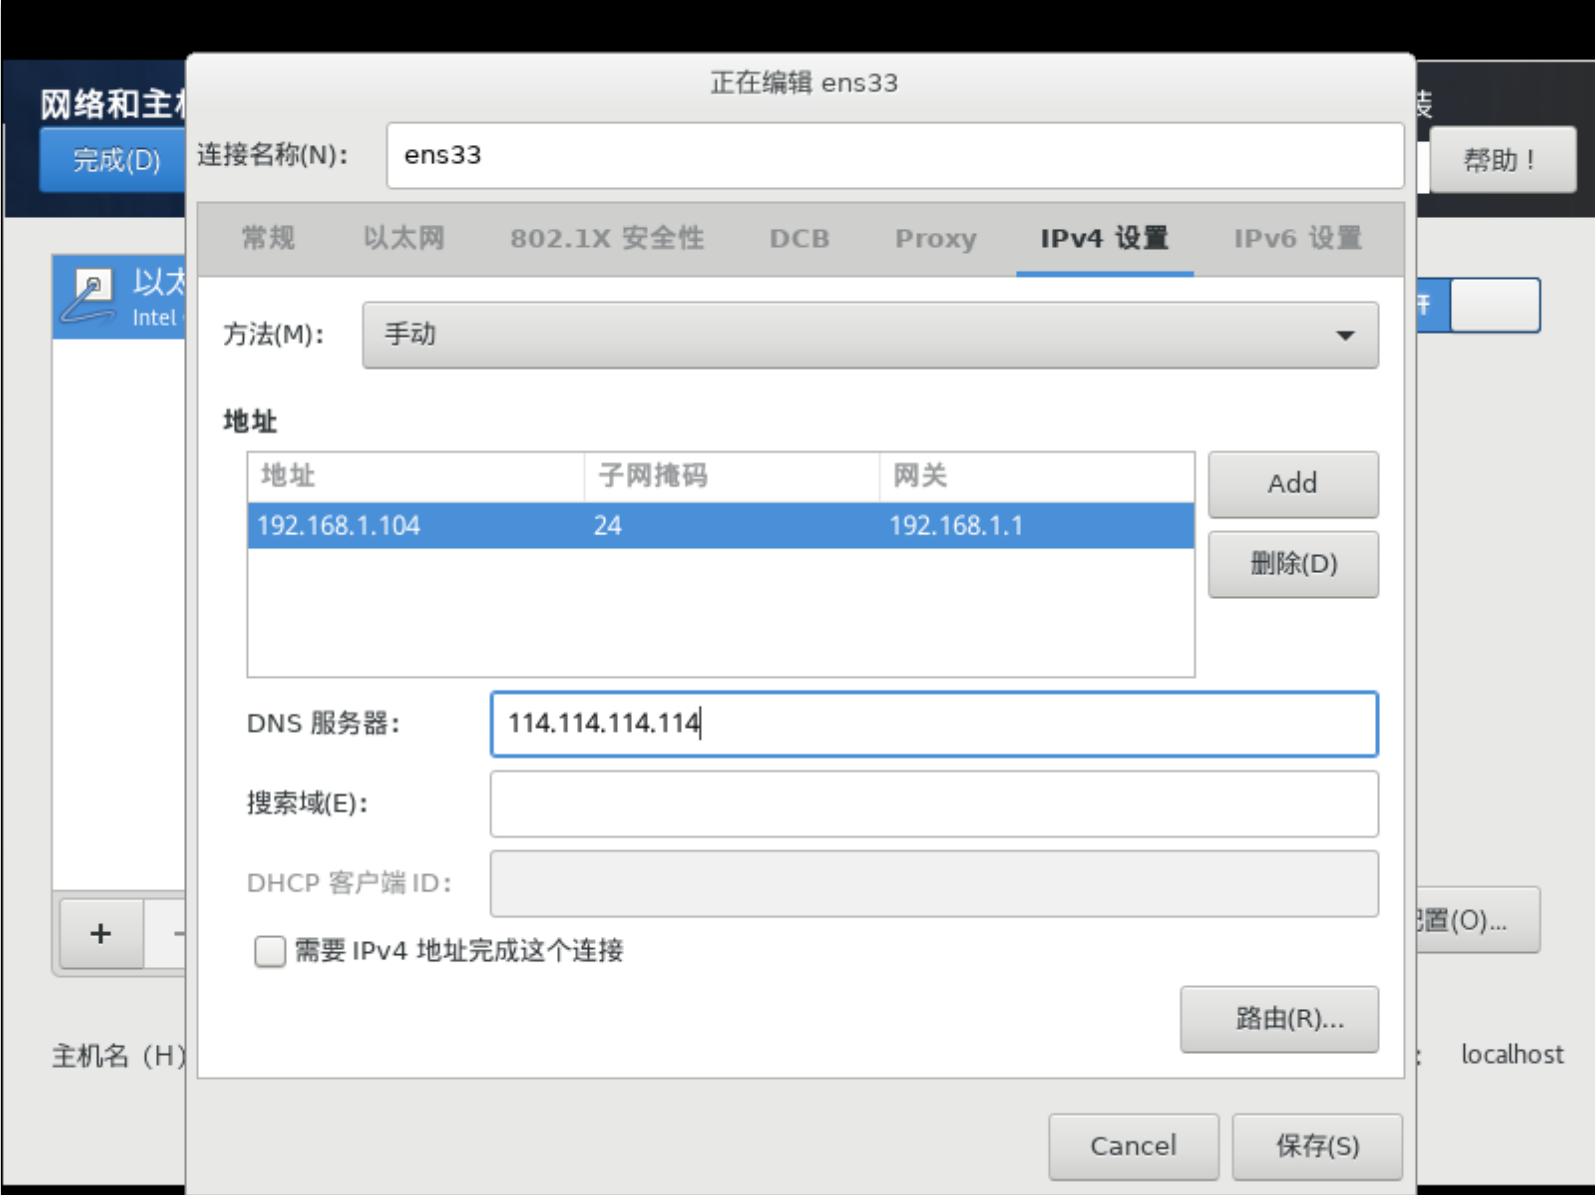 正在编辑 ens33
网络和主
装
完成(D)
帮助！
连接名称(N)： ens33
常规 以太网 802.1X 安全性 DCB Proxy IPv4 设置 IPv6 设置
以太
Intel
开
方法(M)： 手动
地址
地址 子网掩码 网关
192.168.1.104 24 192.168.1.1
Add
删除(D)
DNS 服务器： 114.114.114.114
搜索域(E)：
DHCP 客户端 ID：
+ -
配置(O)...
需要 IPv4 地址完成这个连接
路由(R)...
主机名（H）
： localhost
Cancel 保存(S)